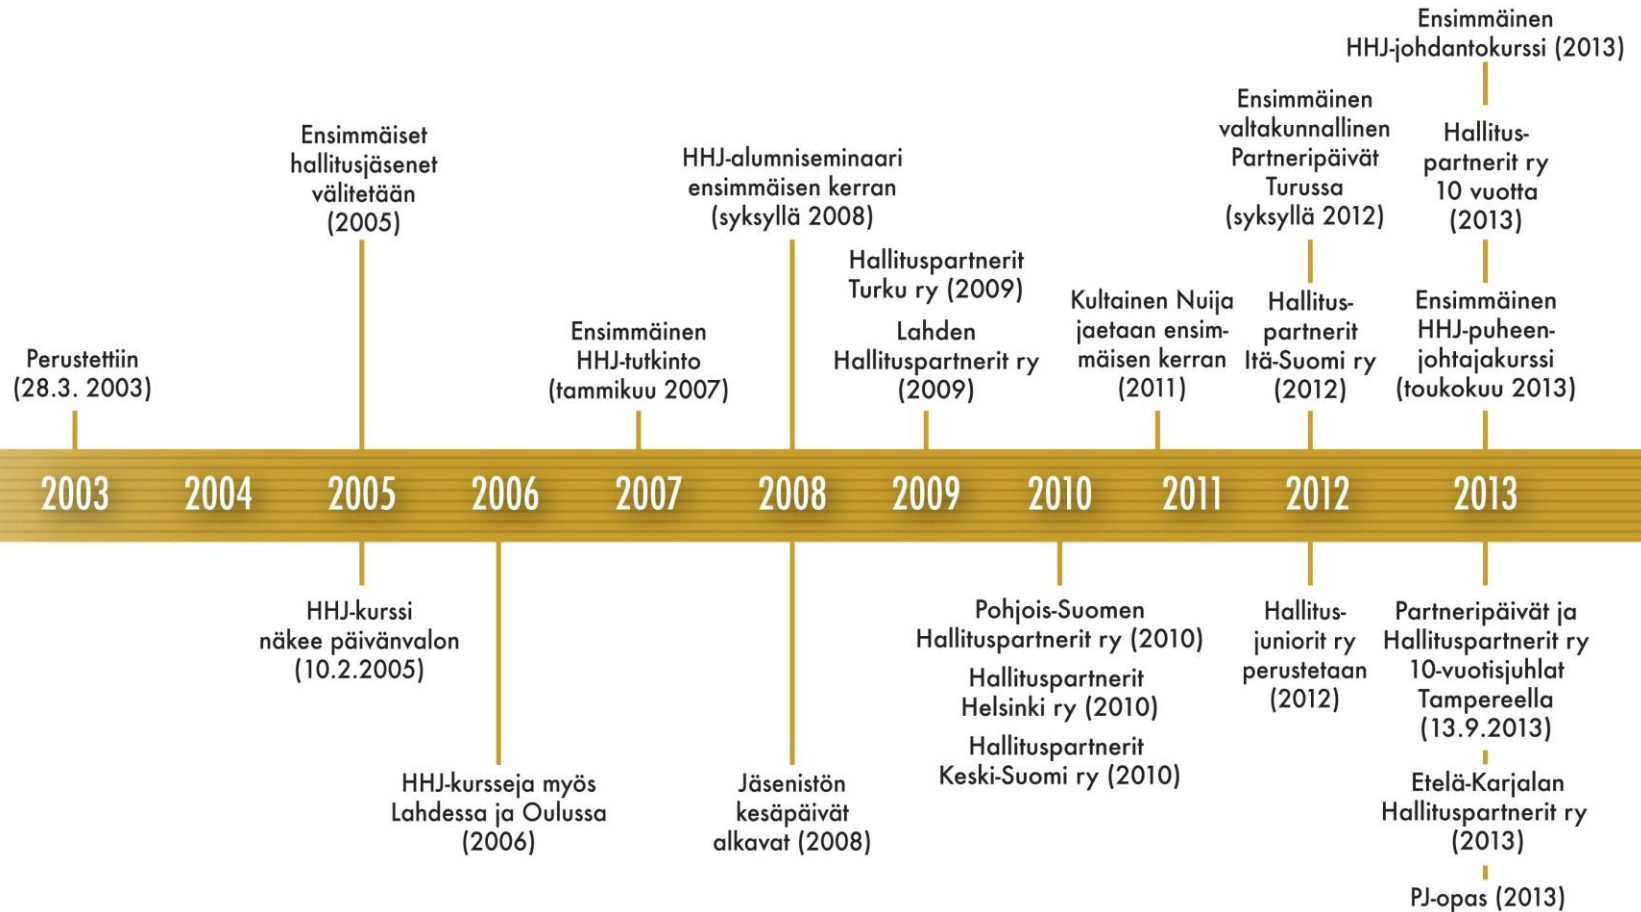 Perustettiin
(28.3. 2003)
Ensimmäiset
hallitusjäsenet
välitetään
(2005)
Ensimmäinen
HHJ-tutkinto
(tammikuu 2007)
HHJ-alumniseminaari
ensimmäisen kerran
(syksyllä 2008)
Hallituspartnerit
Turku ry (2009)
Lahden
Hallituspartnerit ry
(2009)
Kultainen Nuija
jaetaan ensim-
mäisen kerran
(2011)
Ensimmäinen
valtakunnallinen
Partneripäivät
Turussa
(syksyllä 2012)
Hallitus-
partnerit
Itä-Suomi ry
(2012)
Ensimmäinen
HHJ-johdantokurssi (2013)
Hallitus-
partnerit ry
10 vuotta
(2013)
Ensimmäinen
HHJ-puheen-
johtajakurssi
(toukokuu 2013)
2003 2004 2005 2006 2007 2008 2009 2010 2011 2012 2013
HHJ-kurssi
näkee päivänvalon
(10.2.2005)
HHJ-kursseja myös
Lahdessa ja Oulussa
(2006)
Jäsenistön
kesäpäivät
alkavat (2008)
Pohjois-Suomen
Hallituspartnerit ry (2010)
Hallituspartnerit
Helsinki ry (2010)
Hallituspartnerit
Keski-Suomi ry (2010)
Hallitus-
juniorit ry
perustetaan
(2012)
Partneripäivät ja
Hallituspartnerit ry
10-vuotisjuhlat
Tampereella
(13.9.2013)
Etelä-Karjalan
Hallituspartnerit ry
(2013)
PJ-opas (2013)